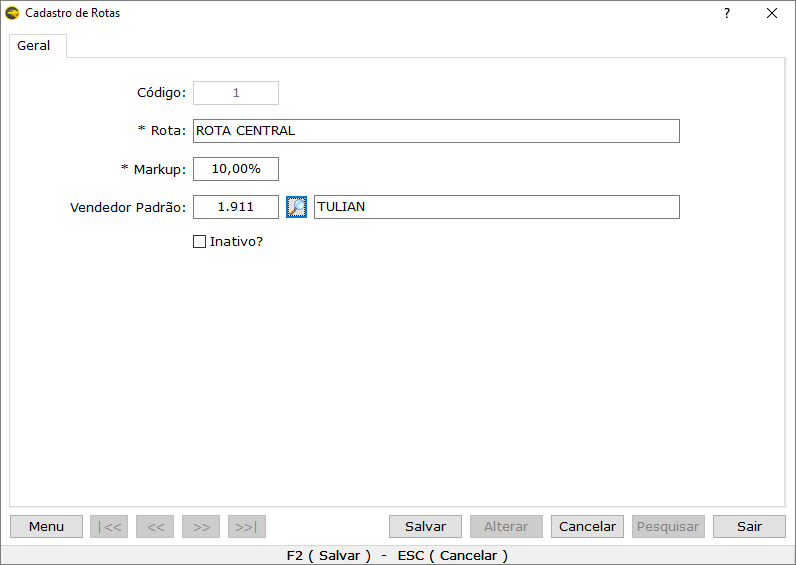 Cadastro de Rotas ?
Geral
Código: 1
* Rota: ROTA CENTRAL
* Markup: 10,00%
Vendedor Padrão: 1.911 TULIAN
Inativo?
Menu |<< << >> >>| Salvar Alterar Cancelar Pesquisar Sair
F2 ( Salvar ) - ESC ( Cancelar )